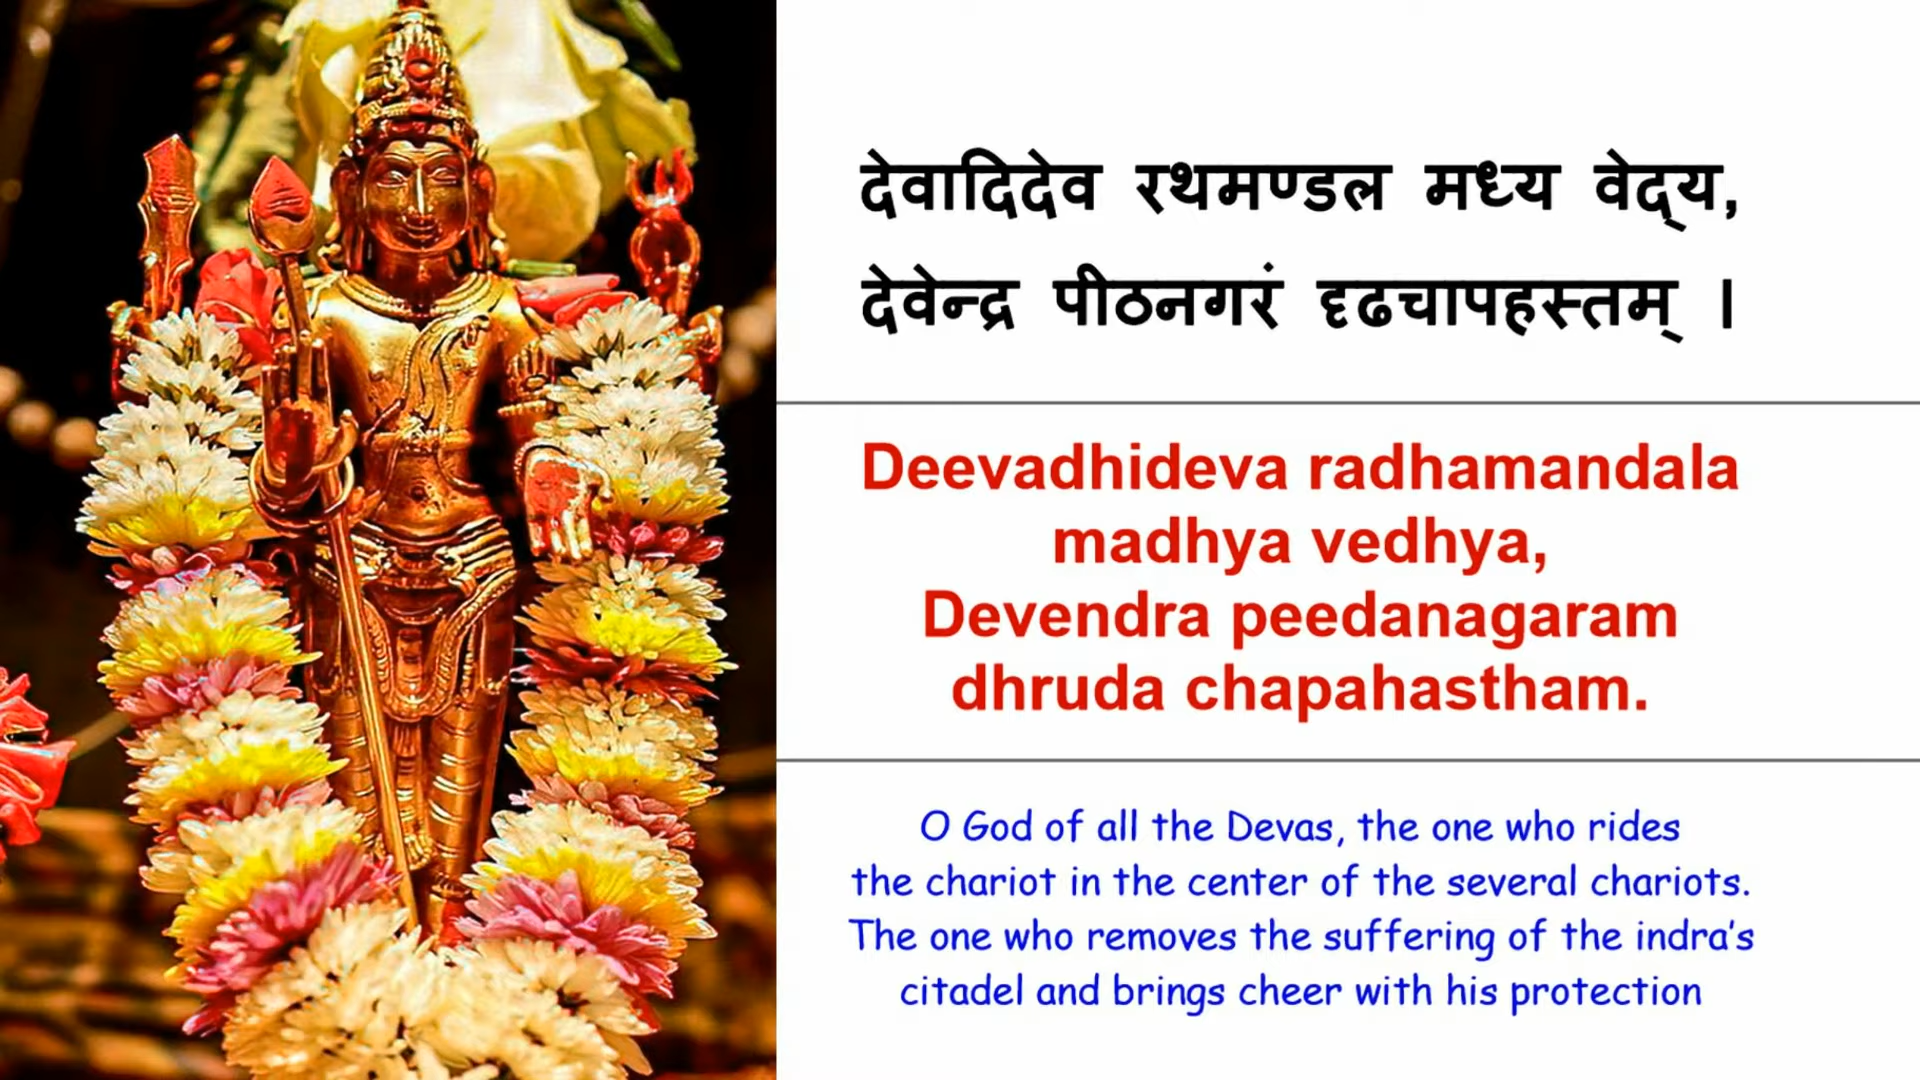 देवादिदेव रथमण्डल मध्य वेद्‌य,
देवेन्द्र पीठनगरं दृढचापहस्तम् ।
Deevadhideva radhamandala
madhya vedhya,
Devendra peedanagaram
dhruda chapahastham.
O God of all the Devas, the one who rides
the chariot in the center of the several chariots.
The one who removes the suffering of the indra's
citadel and brings cheer with his protection